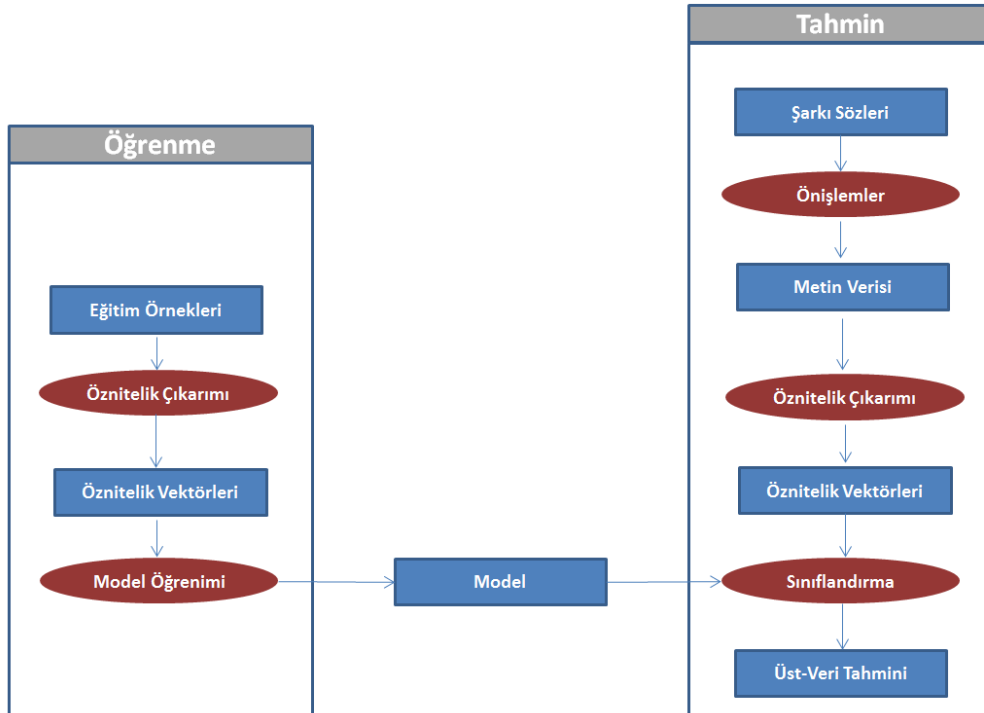 Öğrenme
Eğitim Örnekleri
Öznitelik Çıkarımı
Öznitelik Vektörleri
Model Öğrenimi
Model
Tahmin
Şarkı Sözleri
Önişlemler
Metin Verisi
Öznitelik Çıkarımı
Öznitelik Vektörleri
Sınıflandırma
Üst-Veri Tahmini